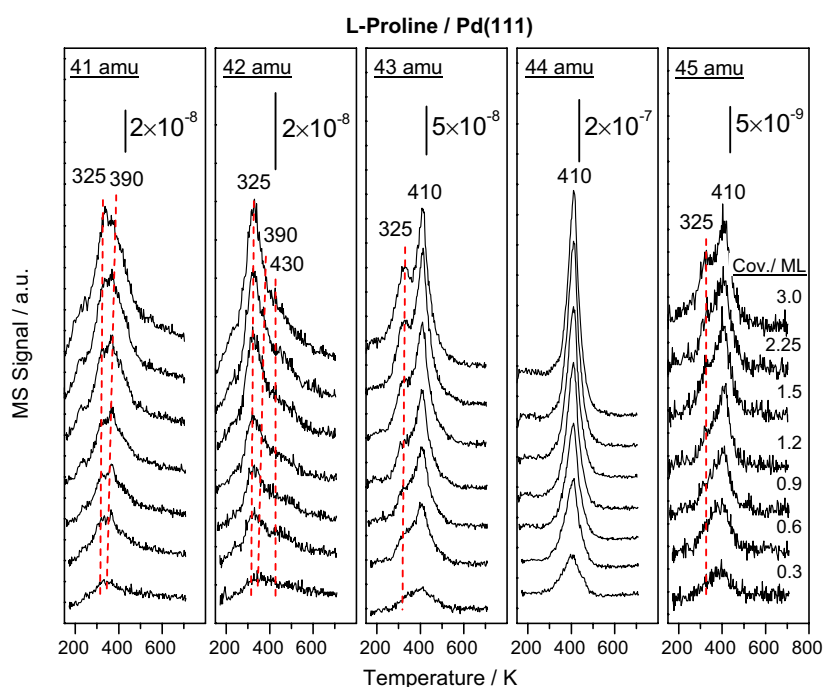 L-Proline / Pd(111)
41 amu
42 amu
43 amu
44 amu
45 amu
2×10⁻⁸
2×10⁻⁸
5×10⁻⁸
2×10⁻⁷
5×10⁻⁹
325 390
325
390
430
325
410
410
325
410
Cov./ ML
3.0
2.25
1.5
1.2
0.9
0.6
0.3
MS Signal / a.u.
200 400 600
200 400 600
200 400 600
200 400 600
200 400 600 800
Temperature / K